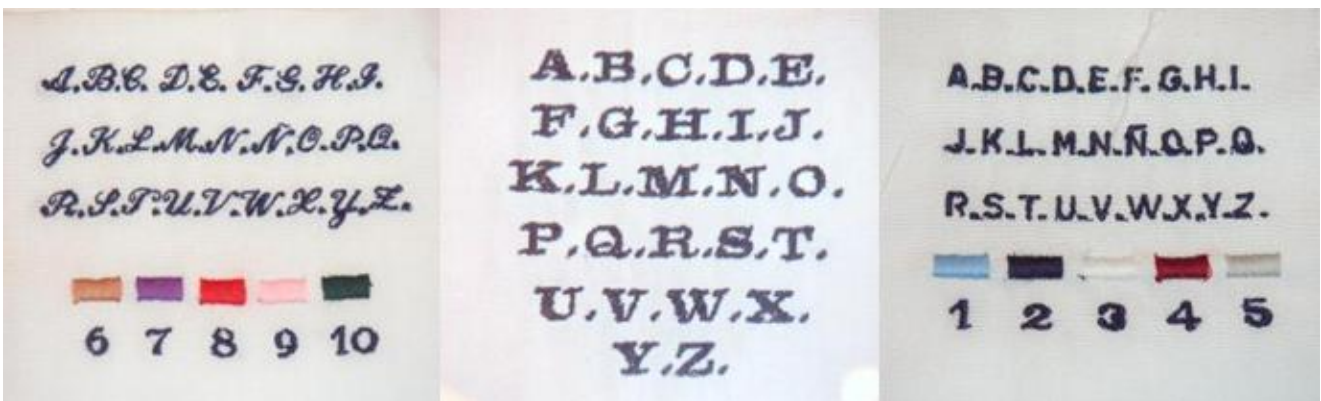 A.B.C. D.E. F.G.H.I.
J.K.L.M.N.Ñ.O.P.Q.
R.S.T.U.V.W.X.Y.Z.
6 7 8 9 10
A.B.C.D.E.
F.G.H.I.J.
K.L.M.N.O.
P.Q.R.S.T.
U.V.W.X.
Y.Z.
A.B.C.D.E.F. G.H.I.
J.K.L.M.N.Ñ.O.P.Q.
R.S.T.U.V.W.X.Y.Z.
1 2 3 4 5